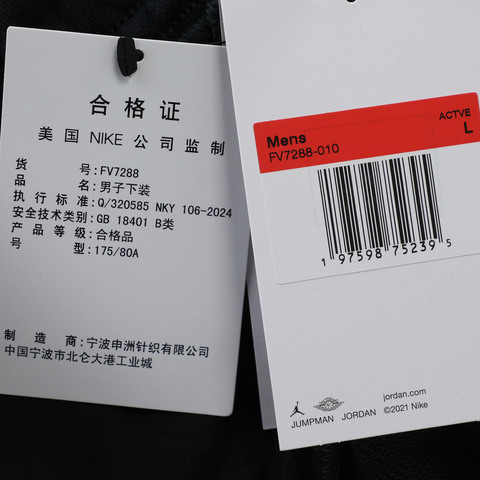 合格证
美国 NIKE 公司监制
货号:FV7288
品名:男子下装
执行标准:Q/320585 NKY 106-2024
安全技术类别:GB 18401 B类
产品等级:合格品
号型:175/80A
制造商:宁波申洲针织有限公司
中国宁波市北仑大港工业城
ACTVE
Mens L
FV7288-010
1 97598 75239 5
jordan.com
JUMPMAN JORDAN ©2021 Nike